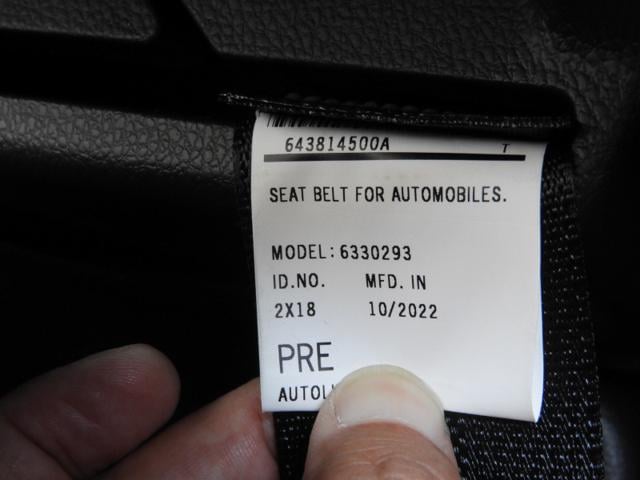 643814500A T
SEAT BELT FOR AUTOMOBILES.
MODEL: 6330293
ID.NO. MFD. IN
2X18 10/2022
PRE